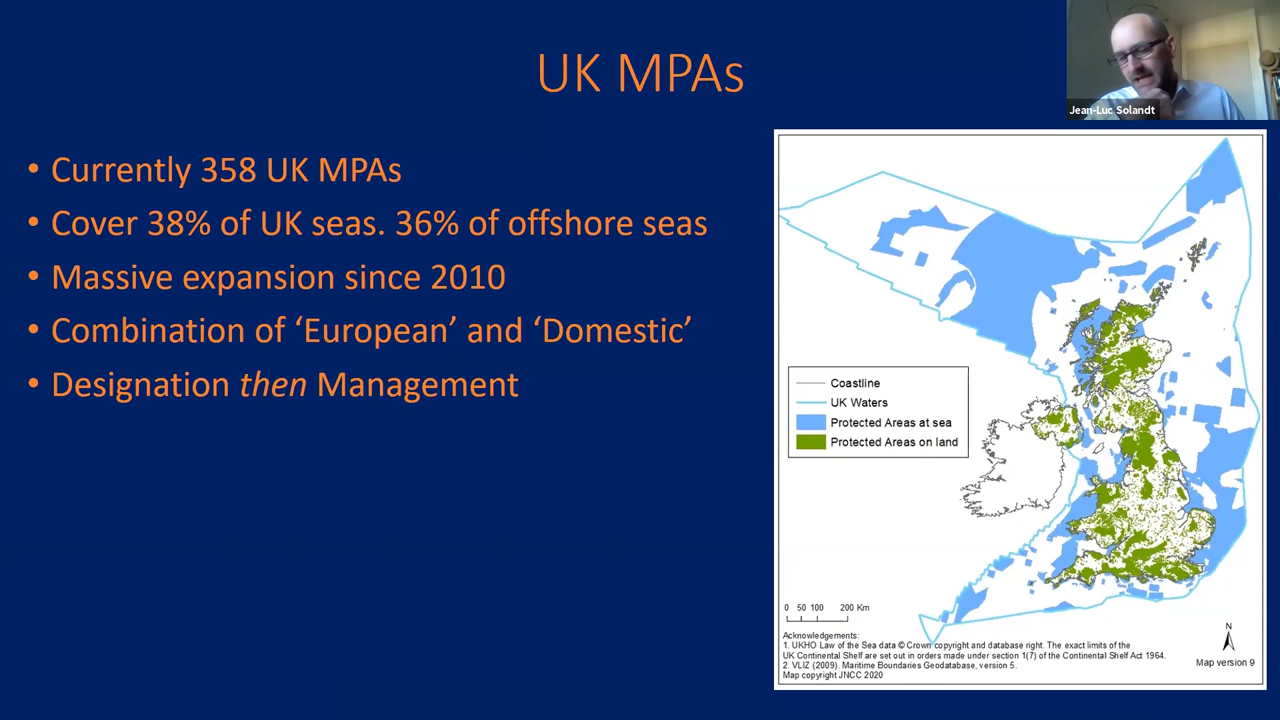 UK MPAs
Jean-Luc Solandt
• Currently 358 UK MPAs
• Cover 38% of UK seas. 36% of offshore seas
• Massive expansion since 2010
• Combination of ‘European’ and ‘Domestic’
• Designation then Management
Coastline
UK Waters
Protected Areas at sea
Protected Areas on land
0 50 100 200 Km
Acknowledgements:
1. UKHO Law of the Sea data © Crown copyright and database right. The exact limits of the
UK Continental Shelf are set out in orders made under section 1(7) of the Continental Shelf Act 1964.
2. VLIZ (2009). Maritime Boundaries Geodatabase, version 5.
Map copyright JNCC 2020
N
Map version 9